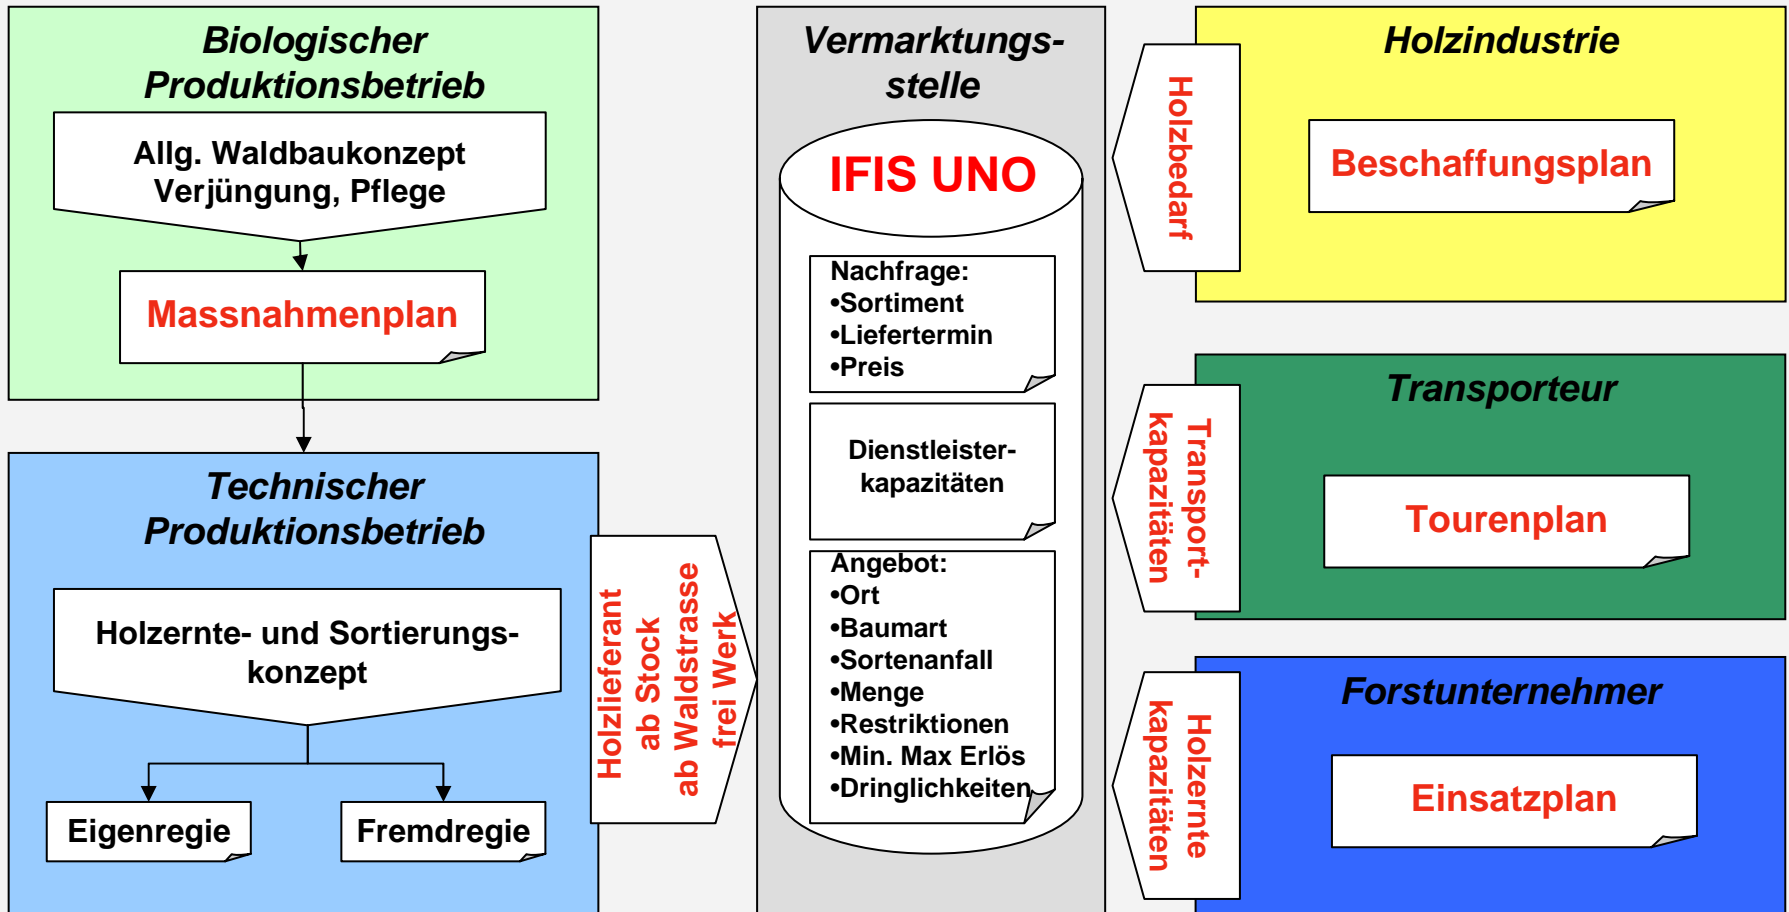 Biologischer
Produktionsbetrieb
Allg. Waldbaukonzept
Verjüngung, Pflege
Massnahmenplan
Technischer
Produktionsbetrieb
Holzernte- und Sortierungs-
konzept
Eigenregie
Fremdregie
Holzlieferant
ab Stock
ab Waldstrasse
frei Werk
Vermarktungs-
stelle
IFIS UNO
Nachfrage:
•Sortiment
•Liefertermin
•Preis
Dienstleister-
kapazitäten
Angebot:
•Ort
•Baumart
•Sortenanfall
•Menge
•Restriktionen
•Min. Max Erlös
•Dringlichkeiten
Holzbedarf
Holzindustrie
Beschaffungsplan
Transport-
kapazitäten
Transporteur
Tourenplan
Holzernte
kapazitäten
Forstunternehmer
Einsatzplan